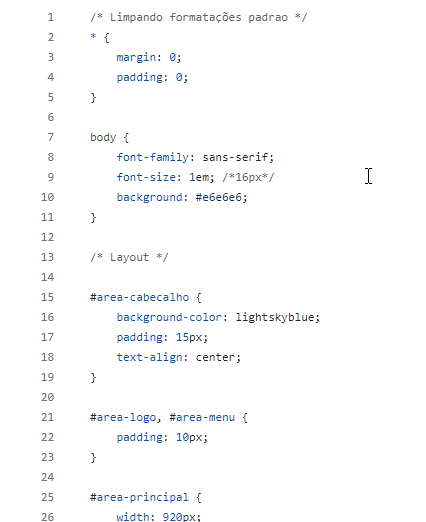 1 /* Limpando formatações padrao */
2 * {
3 margin: 0;
4 padding: 0;
5 }
6
7 body {
8 font-family: sans-serif;
9 font-size: 1em; /*16px*/
10 background: #e6e6e6;
11 }
12
13 /* Layout */
14
15 #area-cabecalho {
16 background-color: lightskyblue;
17 padding: 15px;
18 text-align: center;
19 }
20
21 #area-logo, #area-menu {
22 padding: 10px;
23 }
24
25 #area-principal {
26 width: 920px;